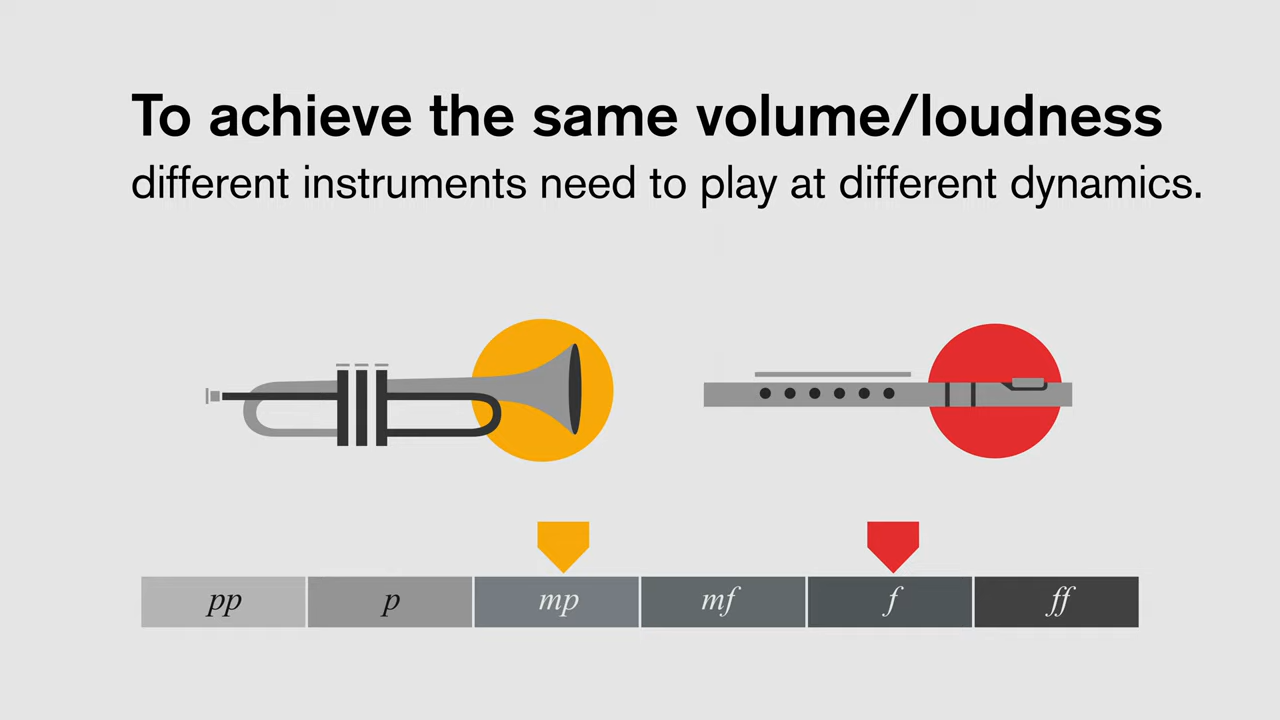 To achieve the same volume/loudness
different instruments need to play at different dynamics.
pp p mp mf f ff